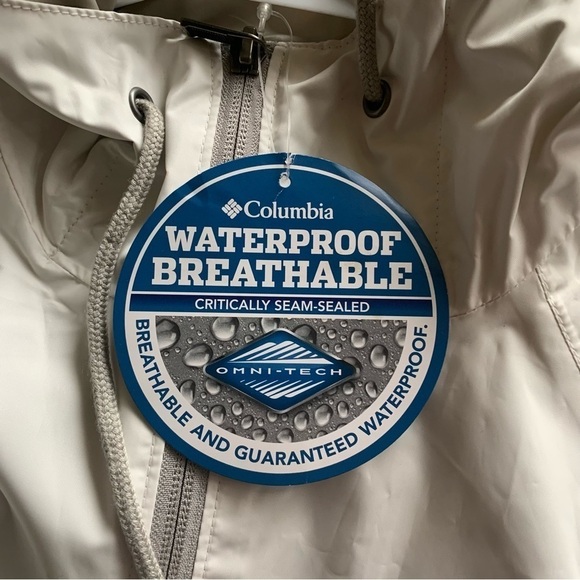 Columbia
WATERPROOF
BREATHABLE
CRITICALLY SEAM-SEALED
OMNI-TECH
BREATHABLE AND GUARANTEED WATERPROOF.